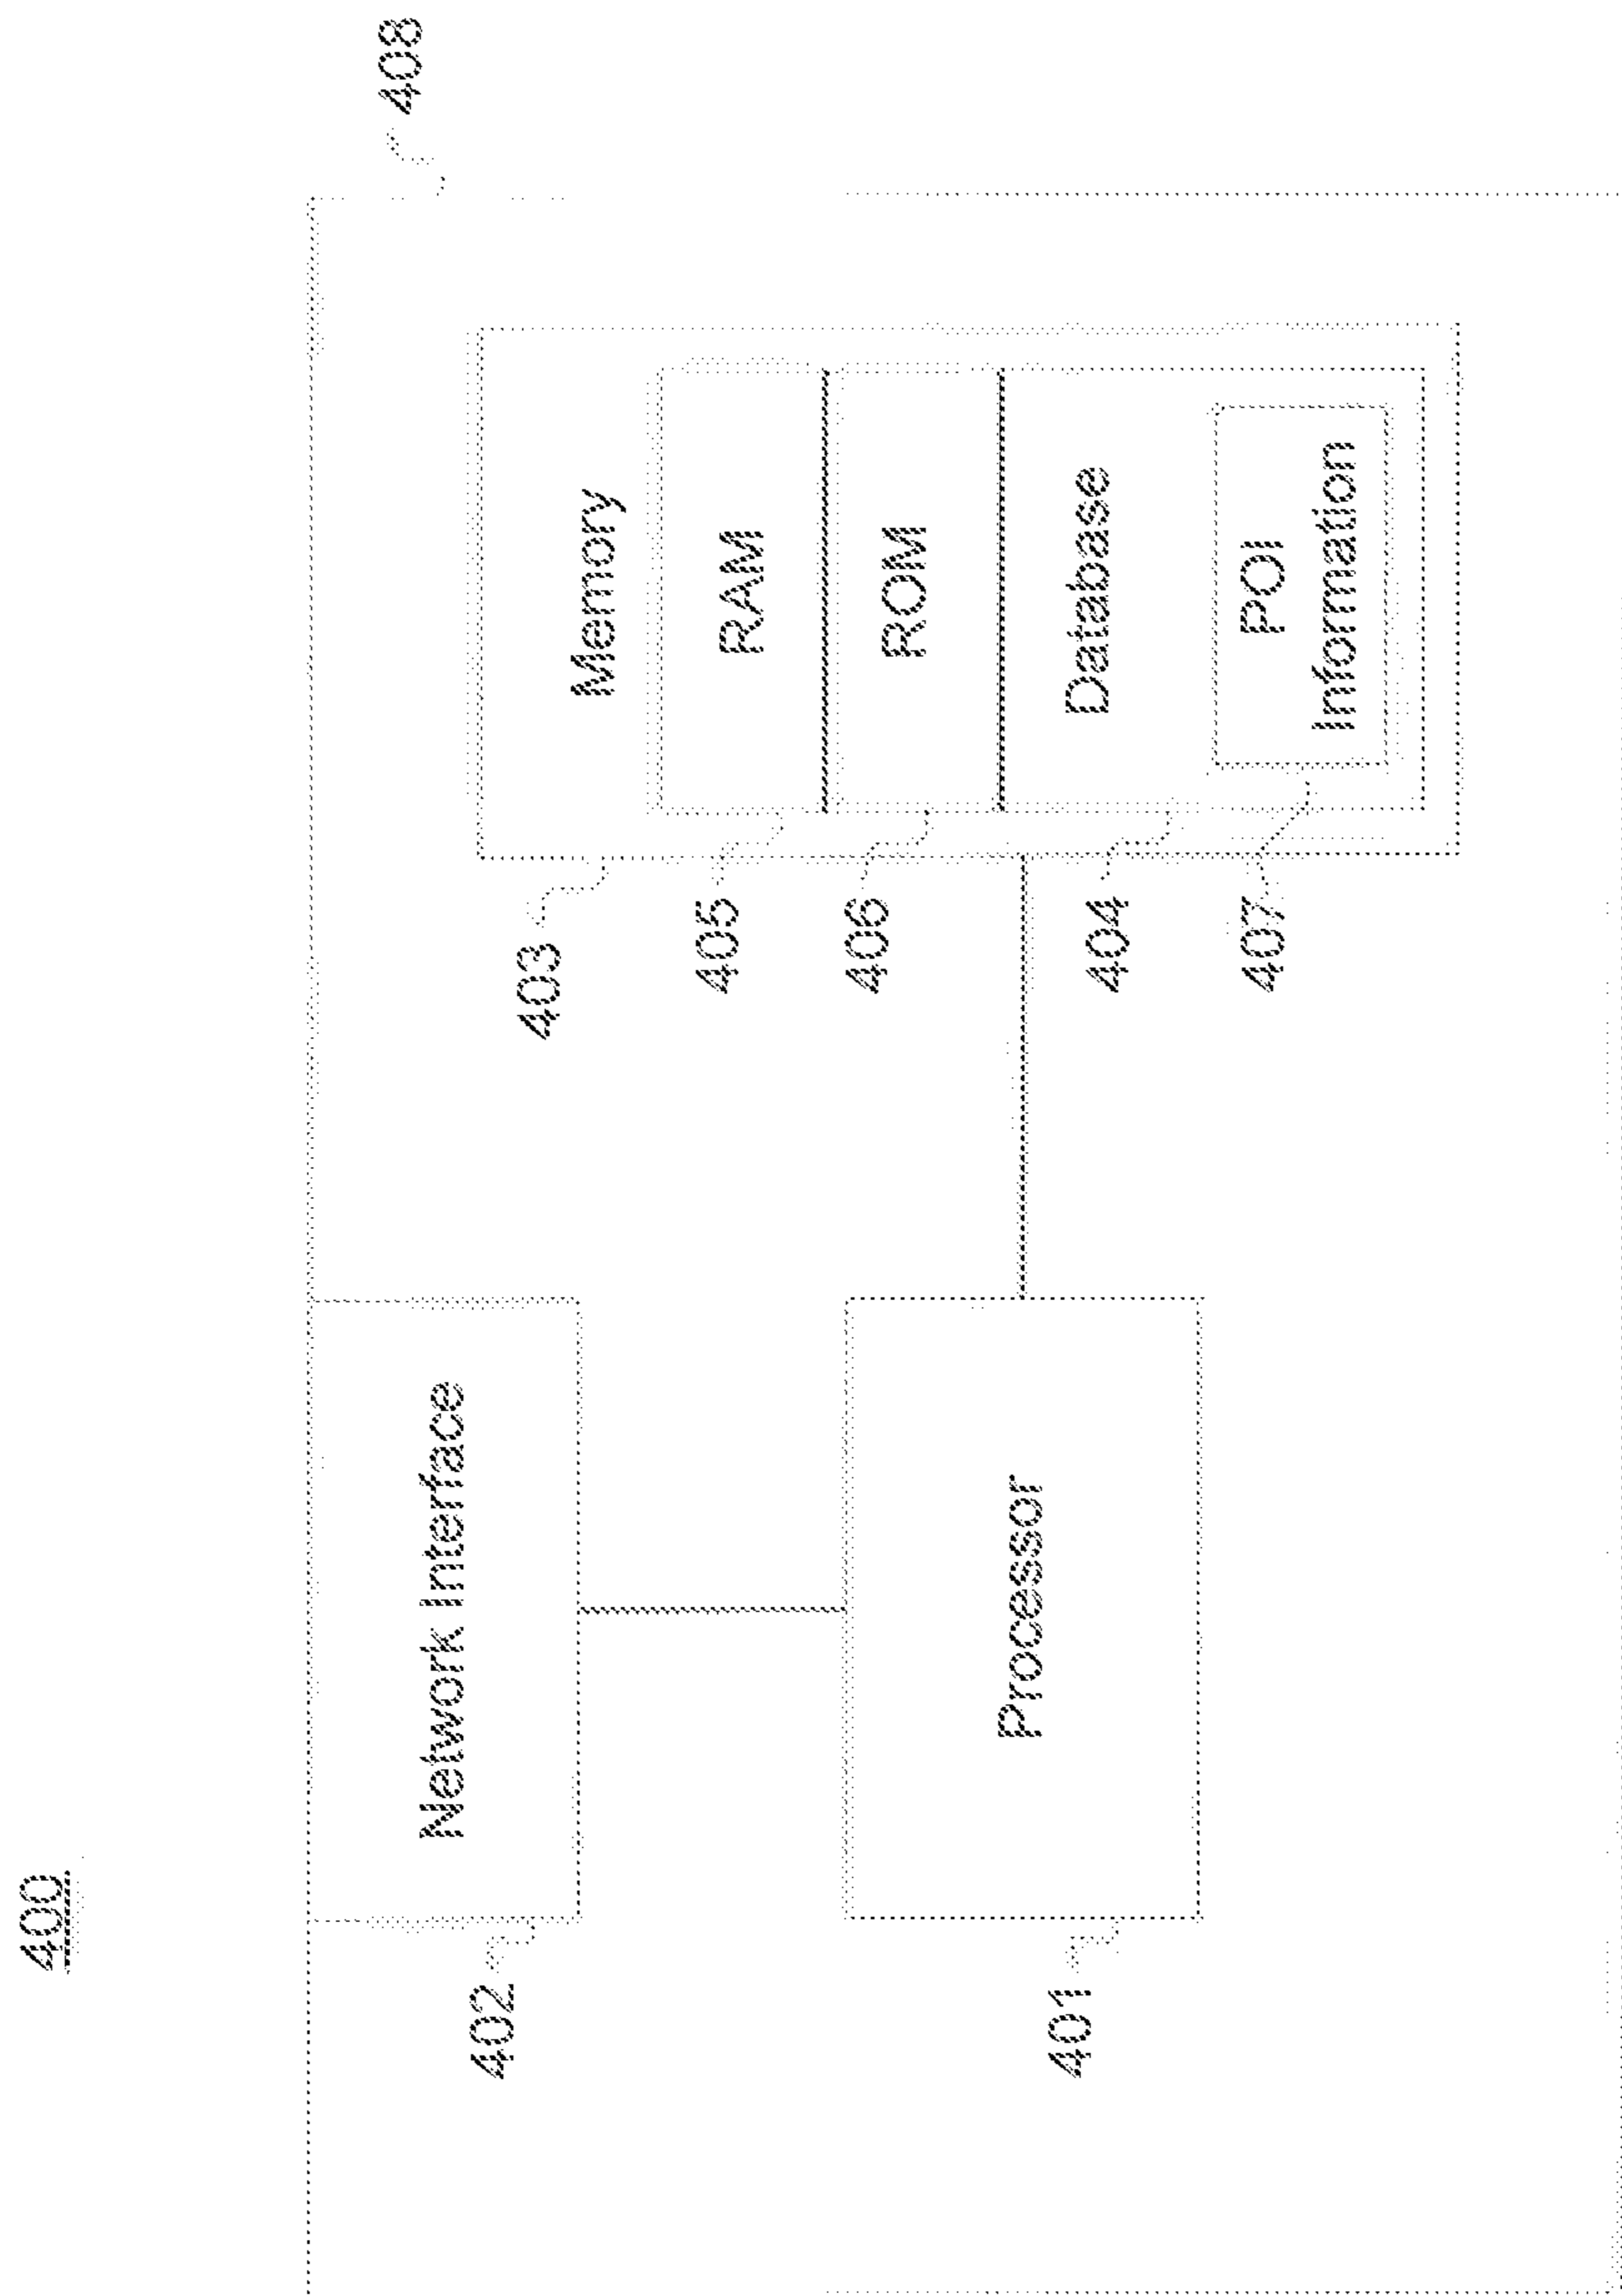 400
408
Network Interface
402
Memory
403
RAM
405
ROM
406
Processor
401
Database
404
POI
Information
407